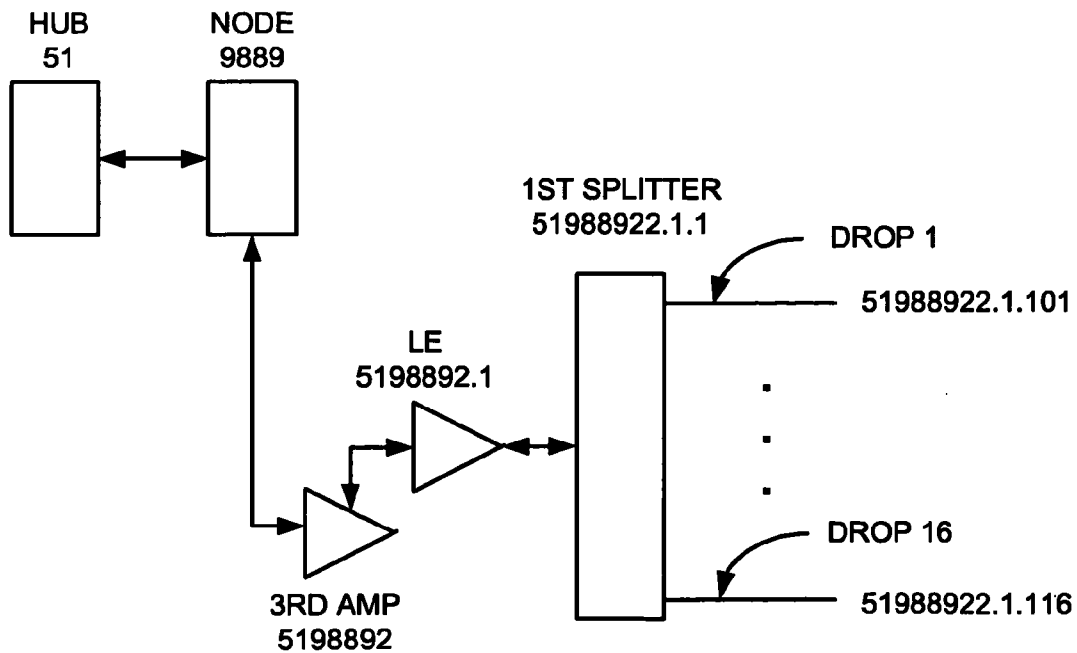 HUB
51
NODE
9889
1ST SPLITTER
51988922.1.1
DROP 1
51988922.1.101
LE
5198892.1
DROP 16
51988922.1.116
3RD AMP
5198892